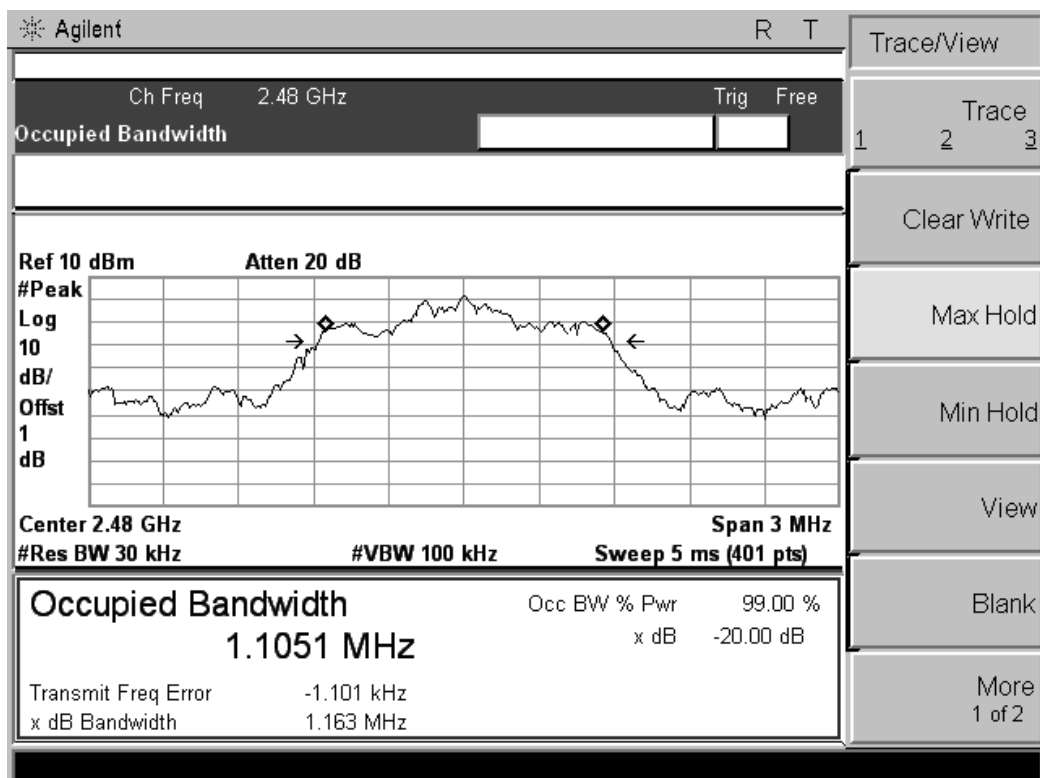 Agilent R T
Ch Freq 2.48 GHz Trig Free
Occupied Bandwidth
Ref 10 dBm Atten 20 dB
#Peak
Log
10
dB/
Offst
1
dB
Center 2.48 GHz Span 3 MHz
#Res BW 30 kHz #VBW 100 kHz Sweep 5 ms (401 pts)
Occupied Bandwidth
1.1051 MHz
Occ BW % Pwr 99.00 %
x dB -20.00 dB
Transmit Freq Error -1.101 kHz
x dB Bandwidth 1.163 MHz
Trace/View
Trace
1 2 3
Clear Write
Max Hold
Min Hold
View
Blank
More
1 of 2